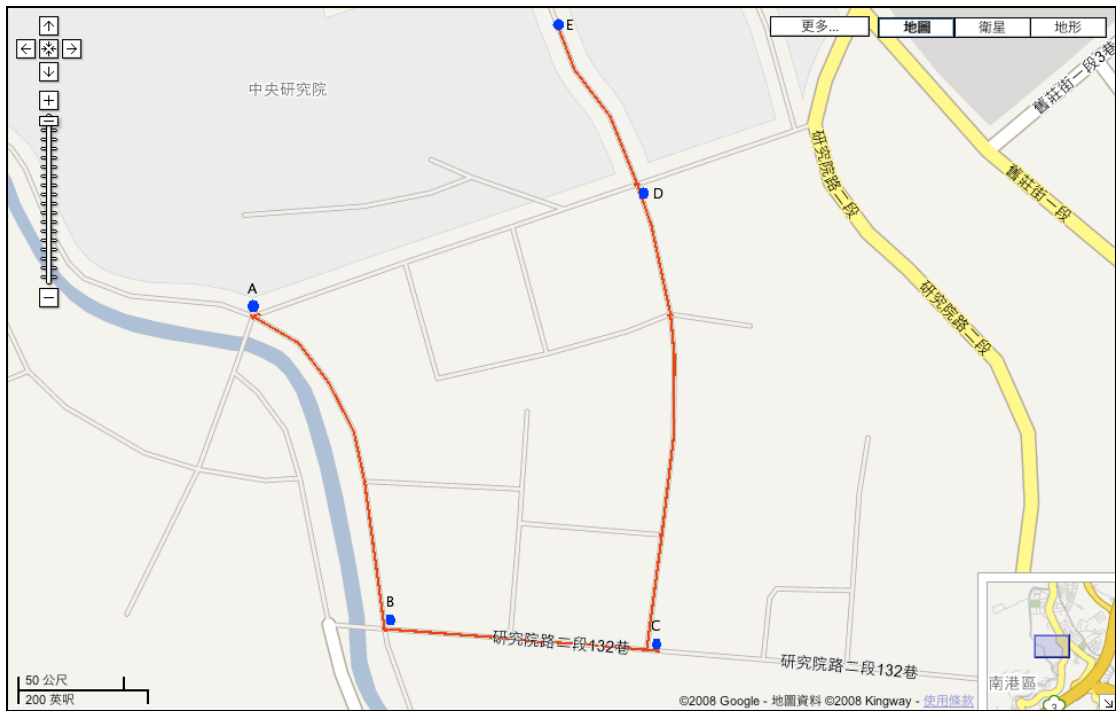 E
更多...
地圖
衛星
地形
中央研究院
舊莊街一段3巷
研究院路二段
舊莊街一段
D
A
研究院路二段
B
C
研究院路二段132巷
研究院路二段132巷
50 公尺
200 英呎
南港區
3
©2008 Google - 地圖資料 ©2008 Kingway - 使用條款